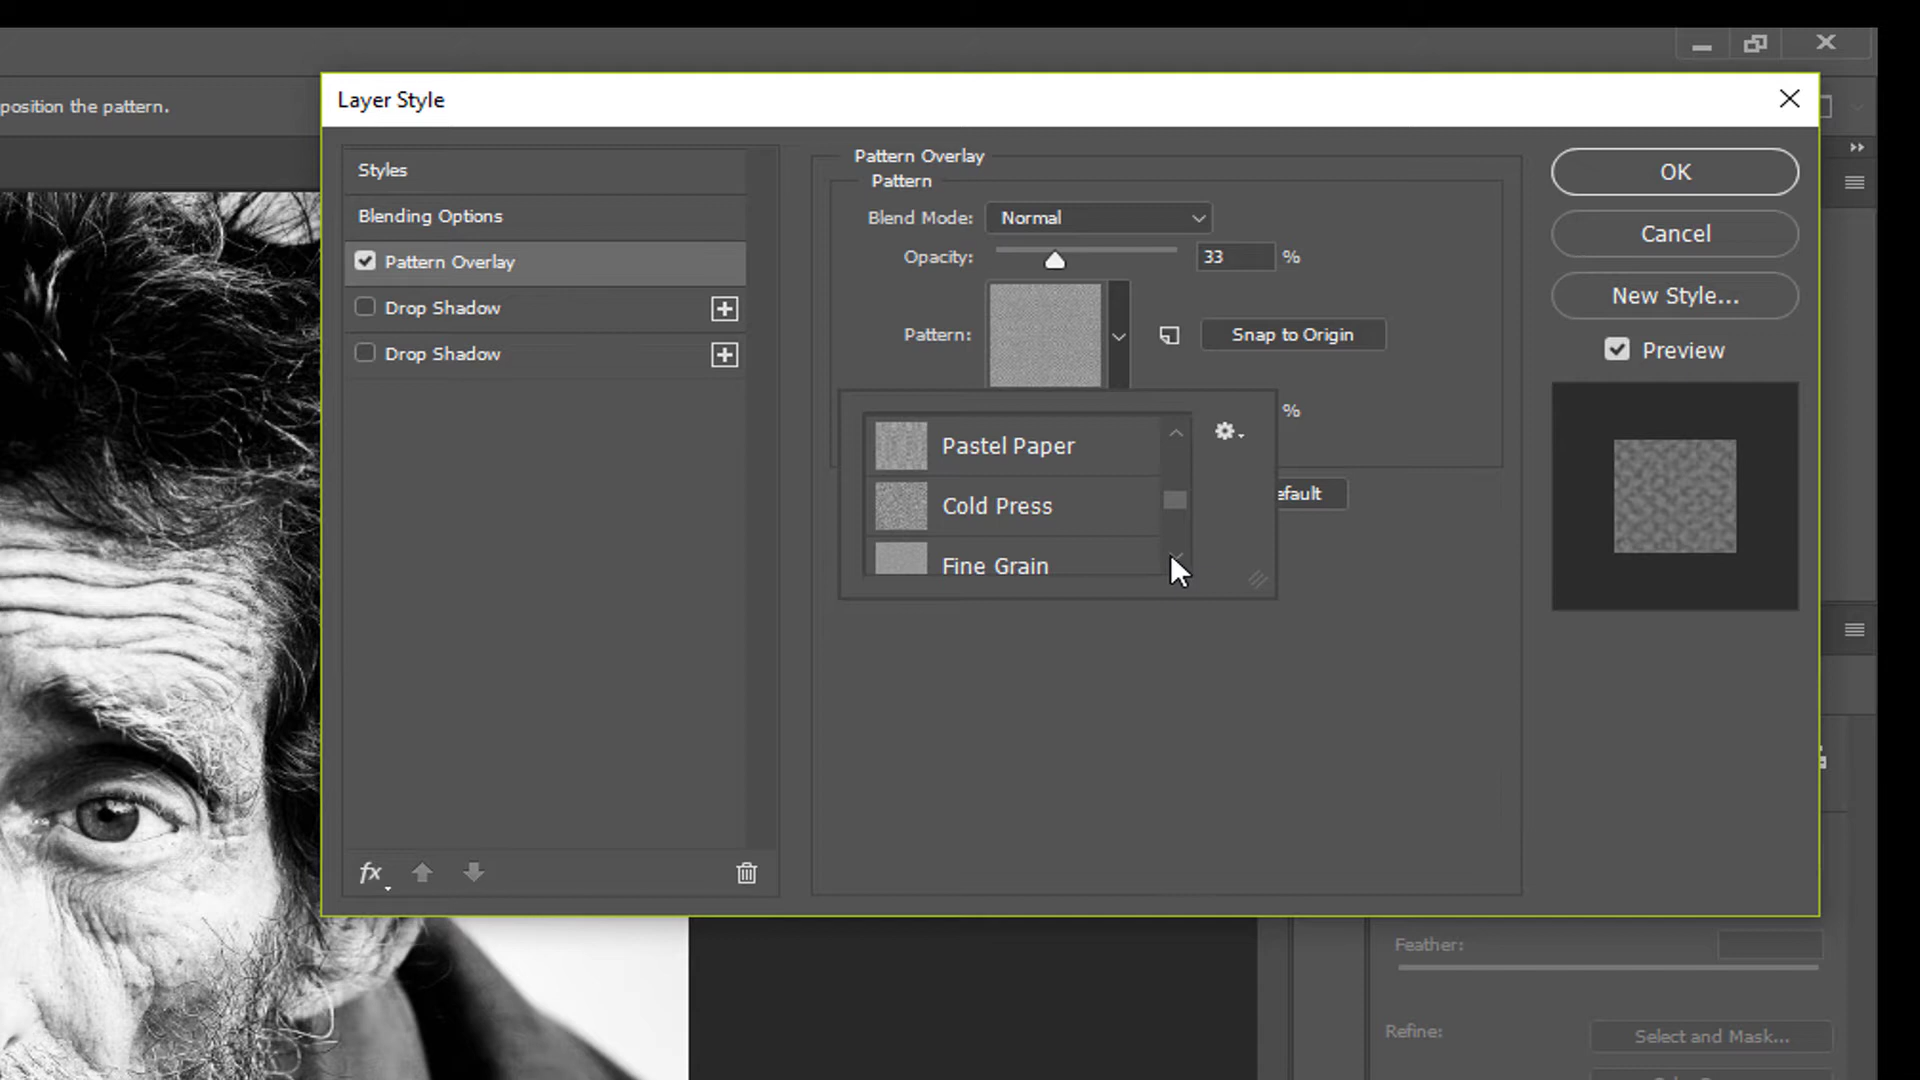 position the pattern.
Layer Style
Styles
Blending Options
Pattern Overlay
Drop Shadow
Drop Shadow
fx
Pattern Overlay
Pattern
Blend Mode: Normal
Opacity: 33 %
Pattern: Snap to Origin
%
Pastel Paper
Cold Press
Fine Grain
efault
OK
Cancel
New Style...
Preview
Feather:
Refine: Select and Mask...